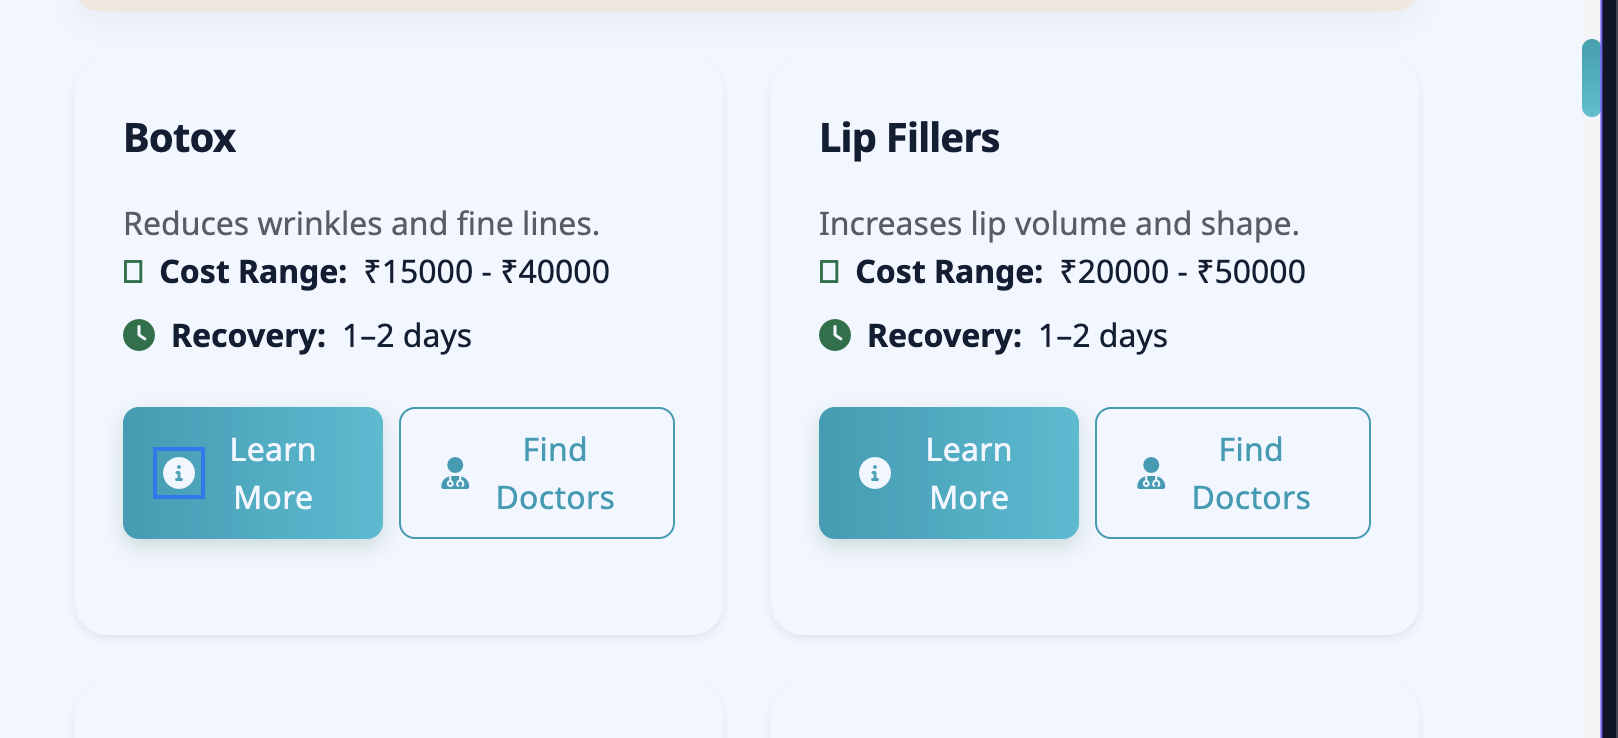 Botox
Reduces wrinkles and fine lines.
Cost Range: ₹15000 - ₹40000
Recovery: 1–2 days
Learn
More
Find
Doctors
Lip Fillers
Increases lip volume and shape.
Cost Range: ₹20000 - ₹50000
Recovery: 1–2 days
Learn
More
Find
Doctors